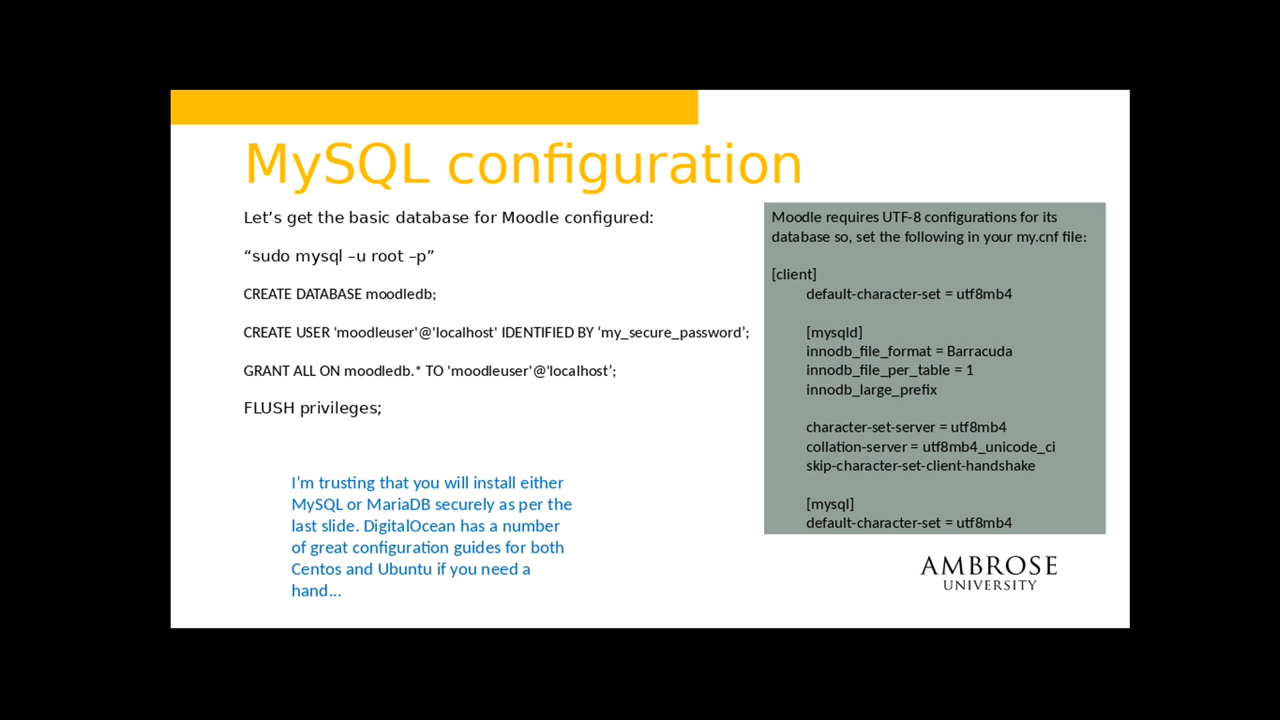 MySQL configuration
Let’s get the basic database for Moodle configured:
“sudo mysql –u root –p”
CREATE DATABASE moodledb;
CREATE USER 'moodleuser'@'localhost' IDENTIFIED BY ‘my_secure_password’;
GRANT ALL ON moodledb.* TO 'moodleuser'@'localhost’;
FLUSH privileges;
I’m trusting that you will install either
MySQL or MariaDB securely as per the
last slide. DigitalOcean has a number
of great configuration guides for both
Centos and Ubuntu if you need a
hand...
Moodle requires UTF-8 configurations for its
database so, set the following in your my.cnf file:
[client]
default-character-set = utf8mb4
[mysqld]
innodb_file_format = Barracuda
innodb_file_per_table = 1
innodb_large_prefix
character-set-server = utf8mb4
collation-server = utf8mb4_unicode_ci
skip-character-set-client-handshake
[mysql]
default-character-set = utf8mb4
AMBROSE
UNIVERSITY